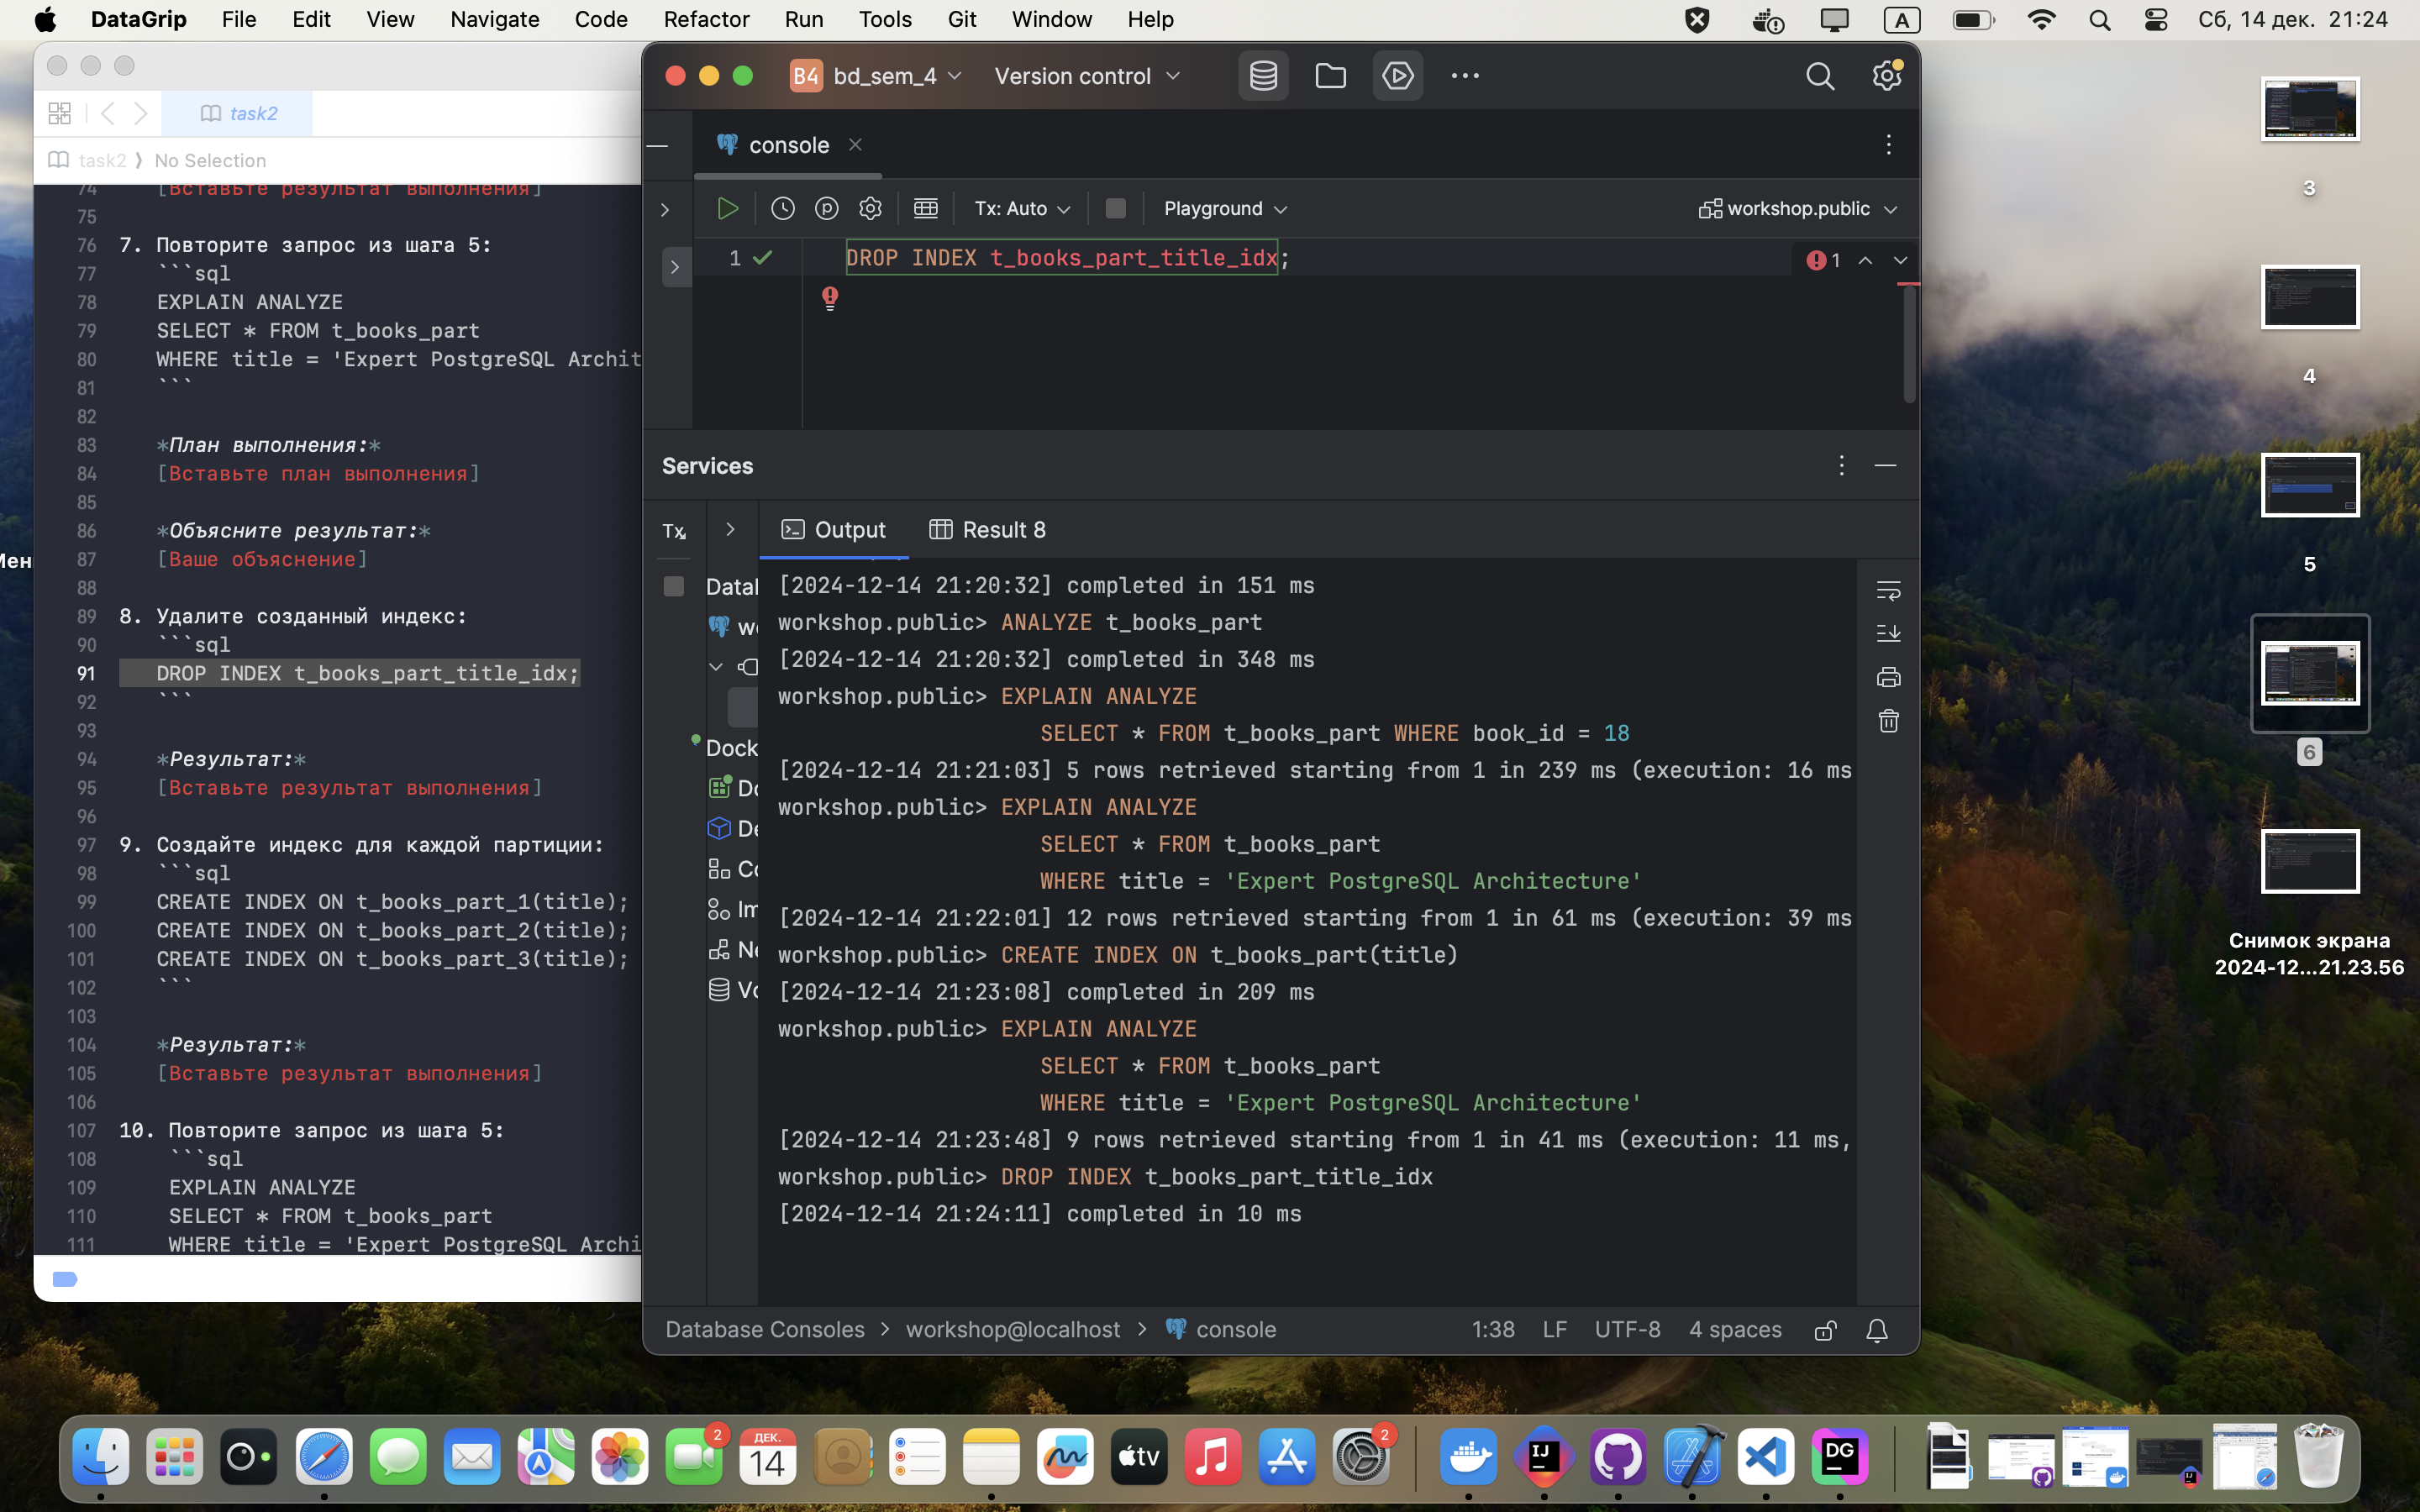 DataGrip File Edit View Navigate Code Refactor Run Tools Git Window Help
A
Сб, 14 дек. 21:24
task2
task2 ⟩ No Selection
74 [Вставьте результат выполнения]
75
76 7. Повторите запрос из шага 5:
77 ```sql
78 EXPLAIN ANALYZE
79 SELECT * FROM t_books_part
80 WHERE title = 'Expert PostgreSQL Archit
81 ```
82
83 *План выполнения:*
84 [Вставьте план выполнения]
85
86 *Объясните результат:*
87 [Ваше объяснение]
88
89 8. Удалите созданный индекс:
90 ```sql
91 DROP INDEX t_books_part_title_idx;
92 ```
93
94 *Результат:*
95 [Вставьте результат выполнения]
96
97 9. Создайте индекс для каждой партиции:
98 ```sql
99 CREATE INDEX ON t_books_part_1(title);
100 CREATE INDEX ON t_books_part_2(title);
101 CREATE INDEX ON t_books_part_3(title);
102 ```
103
104 *Результат:*
105 [Вставьте результат выполнения]
106
107 10. Повторите запрос из шага 5:
108 ```sql
109 EXPLAIN ANALYZE
110 SELECT * FROM t_books_part
111 WHERE title = 'Expert PostgreSQL Archi
B4 bd_sem_4 Version control
console
Tx: Auto Playground workshop.public
1 DROP INDEX t_books_part_title_idx;
1
Services
Tx
Output Result 8
Datal
Dock
[2024-12-14 21:20:32] completed in 151 ms
workshop.public> ANALYZE t_books_part
[2024-12-14 21:20:32] completed in 348 ms
workshop.public> EXPLAIN ANALYZE
SELECT * FROM t_books_part WHERE book_id = 18
[2024-12-14 21:21:03] 5 rows retrieved starting from 1 in 239 ms (execution: 16 ms
workshop.public> EXPLAIN ANALYZE
SELECT * FROM t_books_part
WHERE title = 'Expert PostgreSQL Architecture'
[2024-12-14 21:22:01] 12 rows retrieved starting from 1 in 61 ms (execution: 39 ms
workshop.public> CREATE INDEX ON t_books_part(title)
[2024-12-14 21:23:08] completed in 209 ms
workshop.public> EXPLAIN ANALYZE
SELECT * FROM t_books_part
WHERE title = 'Expert PostgreSQL Architecture'
[2024-12-14 21:23:48] 9 rows retrieved starting from 1 in 41 ms (execution: 11 ms,
workshop.public> DROP INDEX t_books_part_title_idx
[2024-12-14 21:24:11] completed in 10 ms
Database Consoles > workshop@localhost > console
1:38 LF UTF-8 4 spaces
3
4
5
6
Снимок экрана
2024-12...21.23.56
2
ДЕК.
14
tv
2
IJ
DG